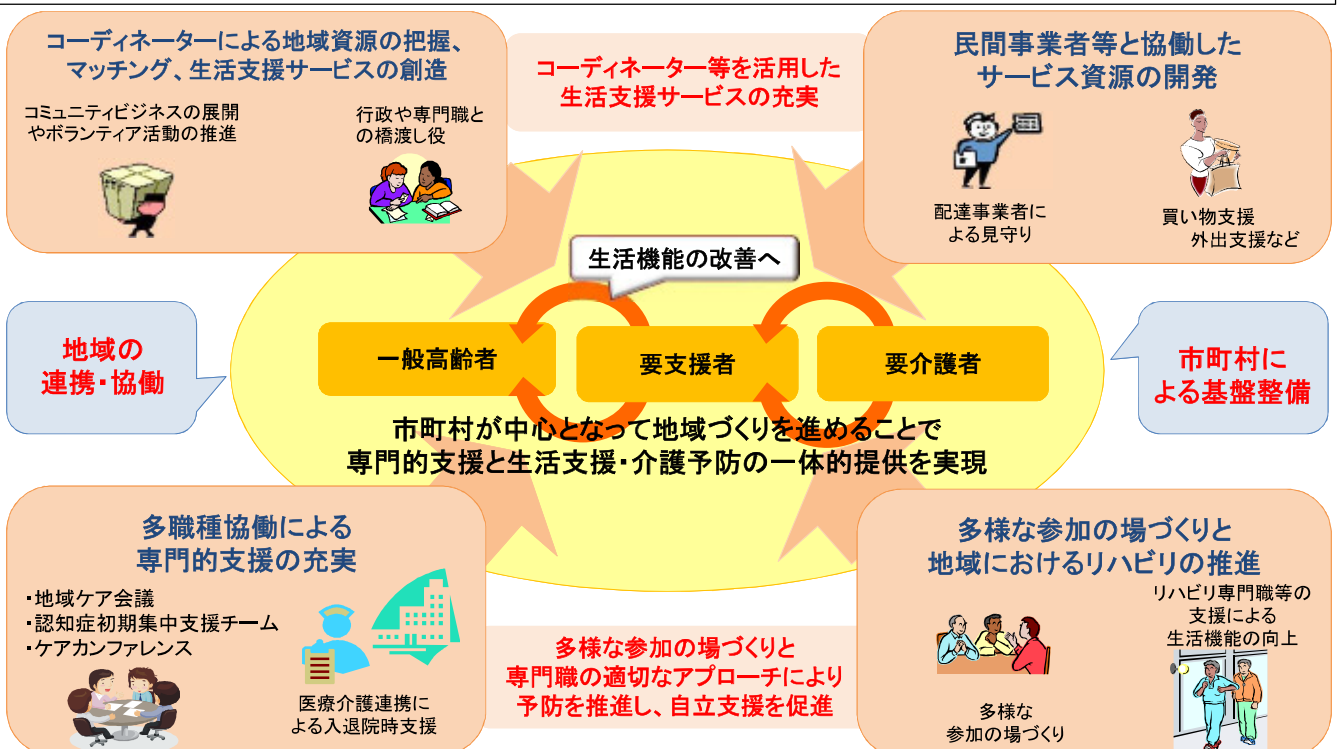 コーディネーターによる地域資源の把握、
マッチング、生活支援サービスの創造
コミュニティビジネスの展開
やボランティア活動の推進
行政や専門職と
の橋渡し役
コーディネーター等を活用した
生活支援サービスの充実
民間事業者等と協働した
サービス資源の開発
配達事業者に
よる見守り
買い物支援
外出支援など
生活機能の改善へ
地域の
連携・協働
一般高齢者
要支援者
要介護者
市町村に
よる基盤整備
市町村が中心となって地域づくりを進めることで
専門的支援と生活支援・介護予防の一体的提供を実現
多職種協働による
専門的支援の充実
・地域ケア会議
・認知症初期集中支援チーム
・ケアカンファレンス
医療介護連携に
よる入退院時支援
多様な参加の場づくりと
専門職の適切なアプローチにより
予防を推進し、自立支援を促進
多様な参加の場づくりと
地域におけるリハビリの推進
リハビリ専門職等の
支援による
生活機能の向上
多様な
参加の場づくり